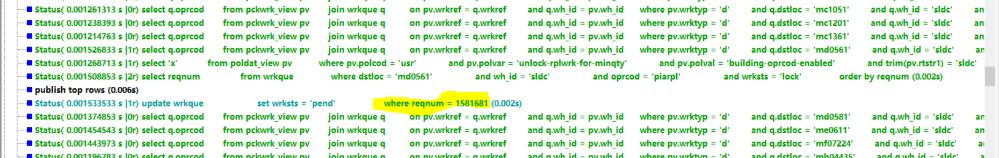 Status( 0.001261313 s |0r) select q.oprcod from pckwrk_view pv join wrkque q on pv.wrkref = q.wrkref and q.wh_id = pv.wh_id where pv.wrktyp = 'd' and q.dstloc = 'mc1051' and q.wh_id = 'sldc' an
Status( 0.001238393 s |0r) select q.oprcod from pckwrk_view pv join wrkque q on pv.wrkref = q.wrkref and q.wh_id = pv.wh_id where pv.wrktyp = 'd' and q.dstloc = 'mc1201' and q.wh_id = 'sldc' an
Status( 0.001214763 s |0r) select q.oprcod from pckwrk_view pv join wrkque q on pv.wrkref = q.wrkref and q.wh_id = pv.wh_id where pv.wrktyp = 'd' and q.dstloc = 'mc1361' and q.wh_id = 'sldc' an
Status( 0.001526833 s |1r) select q.oprcod from pckwrk_view pv join wrkque q on pv.wrkref = q.wrkref and q.wh_id = pv.wh_id where pv.wrktyp = 'd' and q.dstloc = 'md0561' and q.wh_id = 'sldc' an
Status( 0.001268713 s |1r) select 'x' from poldat_view pv where pv.polcod = 'usr' and pv.polvar = 'unlock-rplwrk-for-minqty' and pv.polval = 'building-oprcod-enabled' and trim(pv.rtstr1) = 'sldc'
Status( 0.001508853 s |2r) select reqnum from wrkque where dstloc = 'md0561' and wh_id = 'sldc' and oprcod = 'piarpl' and wrksts = 'lock' order by reqnum (0.002s)
publish top rows (0.006s)
Status( 0.001533533 s |1r) update wrkque set wrksts = 'pend' where reqnum = 1581681 (0.002s)
Status( 0.001374853 s |0r) select q.oprcod from pckwrk_view pv join wrkque q on pv.wrkref = q.wrkref and q.wh_id = pv.wh_id where pv.wrktyp = 'd' and q.dstloc = 'md0581' and q.wh_id = 'sldc' an
Status( 0.001454543 s |0r) select q.oprcod from pckwrk_view pv join wrkque q on pv.wrkref = q.wrkref and q.wh_id = pv.wh_id where pv.wrktyp = 'd' and q.dstloc = 'me0611' and q.wh_id = 'sldc' an
Status( 0.001443973 s |0r) select q.oprcod from pckwrk_view pv join wrkque q on pv.wrkref = q.wrkref and q.wh_id = pv.wh_id where pv.wrktyp = 'd' and q.dstloc = 'mf07224' and q.wh_id = 'sldc' a
Status( 0.001196783 s |0r) select q.oprcod from pckwrk_view pv join wrkque q on pv.wrkref = q.wrkref and q.wh_id = pv.wh_id where pv.wrktyp = 'd' and q.dstloc = 'mh04435' and q.wh_id = 'sldc' a